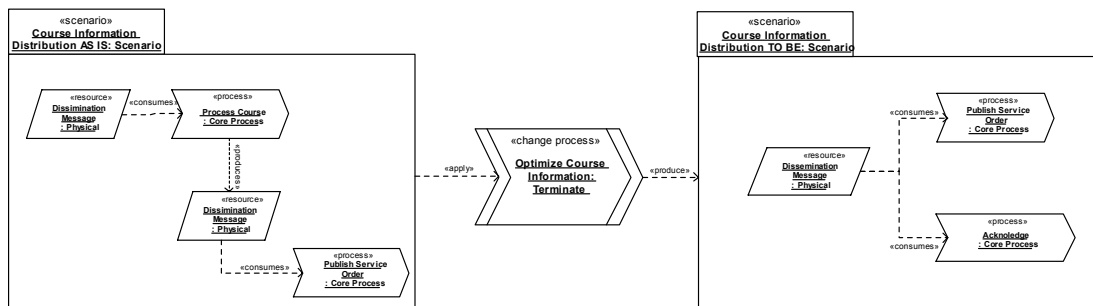 «scenario»
Course Information
Distribution AS IS: Scenario
«resource»
Dissimination
Message
: Physical
«consumes»
«process»
Process Course
: Core Process
«produces»
«resource»
Dissimination
Message
: Physical
«consumes»
«process»
Publish Service
Order
: Core Process
«apply»
«change process»
Optimize Course
Information:
Terminate
«produce»
«scenario»
Course Information
Distribution TO BE: Scenario
«resource»
Dissemination
Message
: Physical
«consumes»
«process»
Publish Service
Order
: Core Process
«consumes»
«process»
Acknoledge
: Core Process